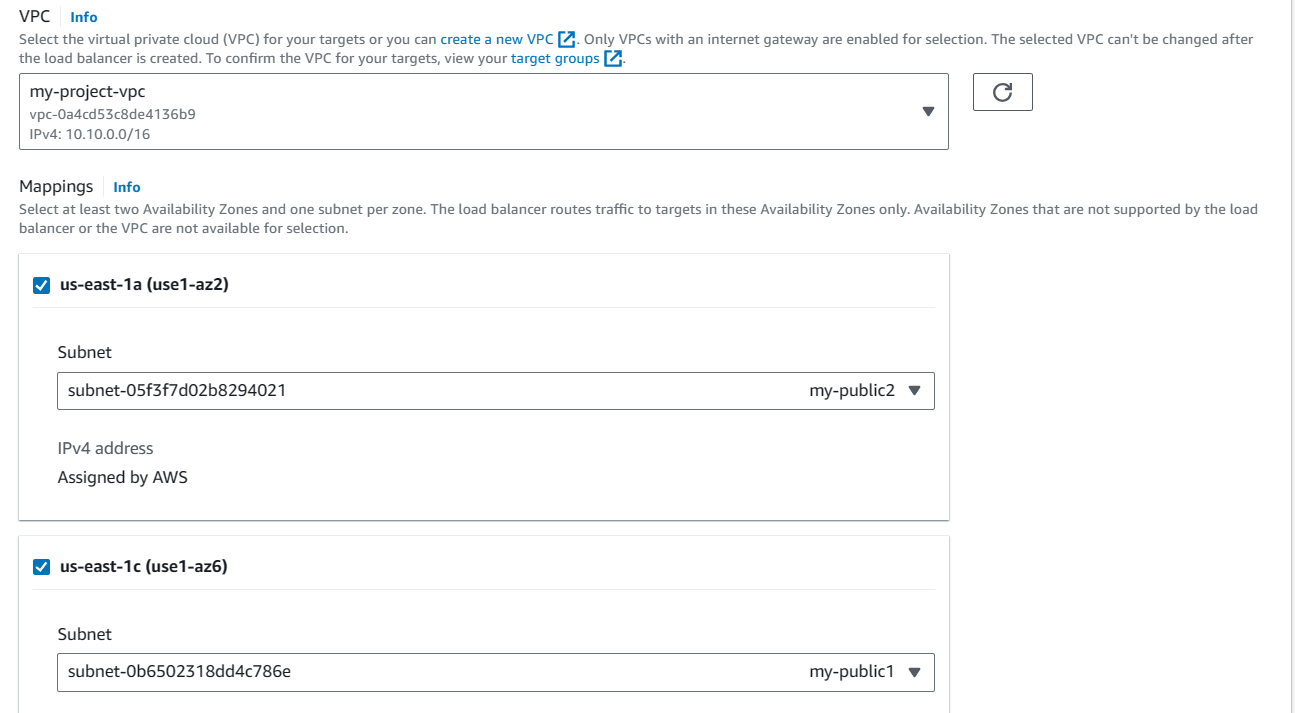 VPC Info
Select the virtual private cloud (VPC) for your targets or you can create a new VPC. Only VPCs with an internet gateway are enabled for selection. The selected VPC can't be changed after
the load balancer is created. To confirm the VPC for your targets, view your target groups.
my-project-vpc
vpc-0a4cd53c8de4136b9
IPv4: 10.10.0.0/16
Mappings Info
Select at least two Availability Zones and one subnet per zone. The load balancer routes traffic to targets in these Availability Zones only. Availability Zones that are not supported by the load
balancer or the VPC are not available for selection.
us-east-1a (use1-az2)
Subnet
subnet-05f3f7d02b8294021 my-public2
IPv4 address
Assigned by AWS
us-east-1c (use1-az6)
Subnet
subnet-0b6502318dd4c786e my-public1